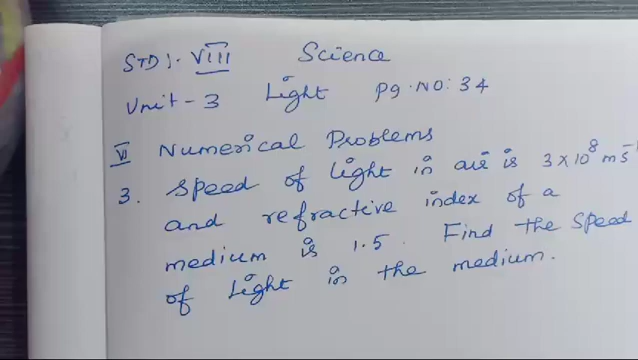 STD :- VIII Science
Unit - 3 Light Pg. No: 34
VI Numerical Problems
3. Speed of light in air is 3 x 10⁸ ms⁻¹
and refractive index of a
medium is 1.5. Find the Speed
of Light in the medium.